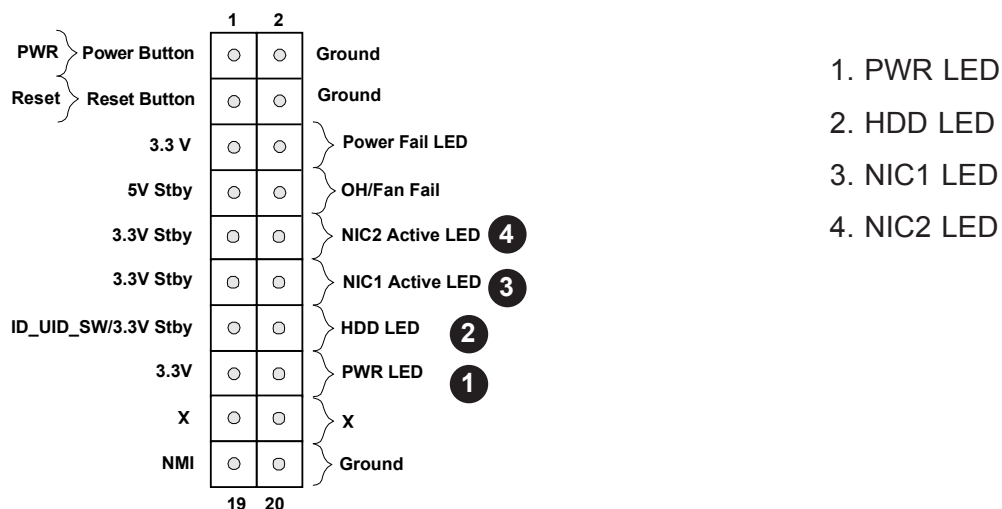 1 2
PWR Power Button Ground
Reset Reset Button Ground
3.3 V Power Fail LED
5V Stby OH/Fan Fail
3.3V Stby NIC2 Active LED 4
3.3V Stby NIC1 Active LED 3
ID_UID_SW/3.3V Stby HDD LED 2
3.3V PWR LED 1
X X
NMI Ground
19 20
1. PWR LED
2. HDD LED
3. NIC1 LED
4. NIC2 LED